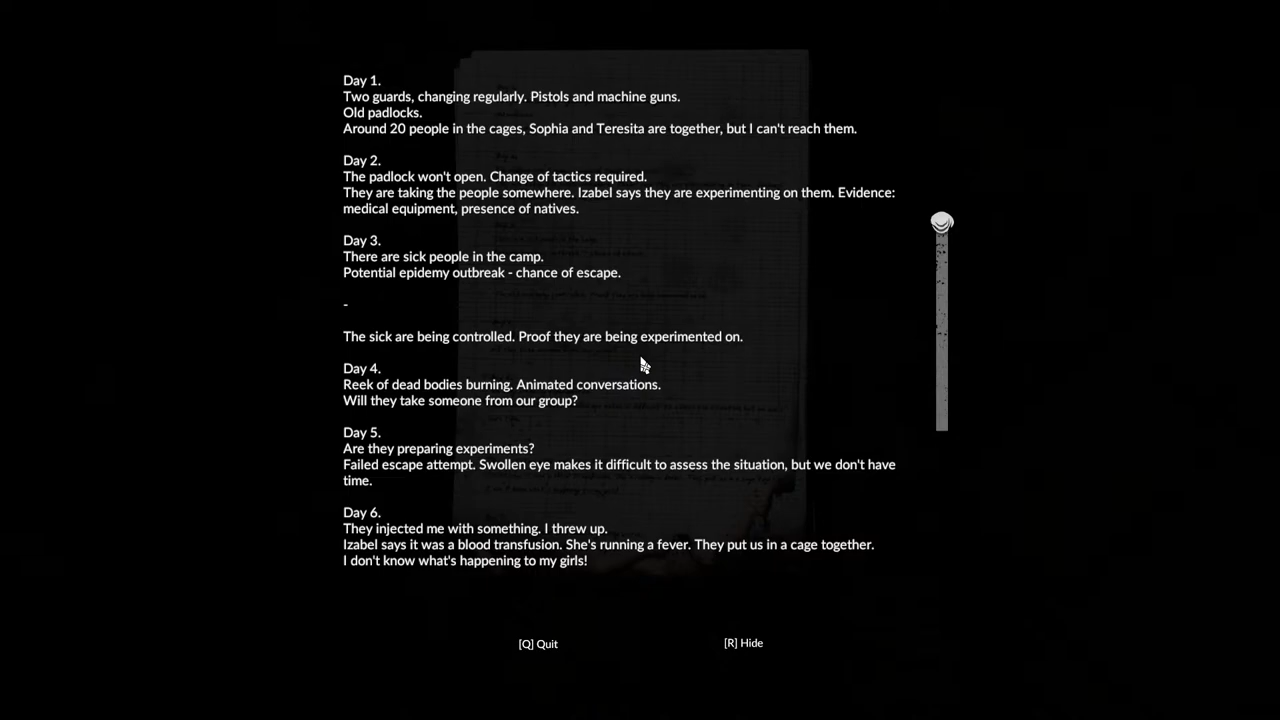 Day 1.
Two guards, changing regularly. Pistols and machine guns.
Old padlocks.
Around 20 people in the cages, Sophia and Teresita are together, but I can't reach them.
Day 2.
The padlock won't open. Change of tactics required.
They are taking the people somewhere. Izabel says they are experimenting on them. Evidence:
medical equipment, presence of natives.
Day 3.
There are sick people in the camp.
Potential epidemy outbreak - chance of escape.
-
The sick are being controlled. Proof they are being experimented on.
Day 4.
Reek of dead bodies burning. Animated conversations.
Will they take someone from our group?
Day 5.
Are they preparing experiments?
Failed escape attempt. Swollen eye makes it difficult to assess the situation, but we don't have
time.
Day 6.
They injected me with something. I threw up.
Izabel says it was a blood transfusion. She's running a fever. They put us in a cage together.
I don't know what's happening to my girls!
[Q] Quit
[R] Hide